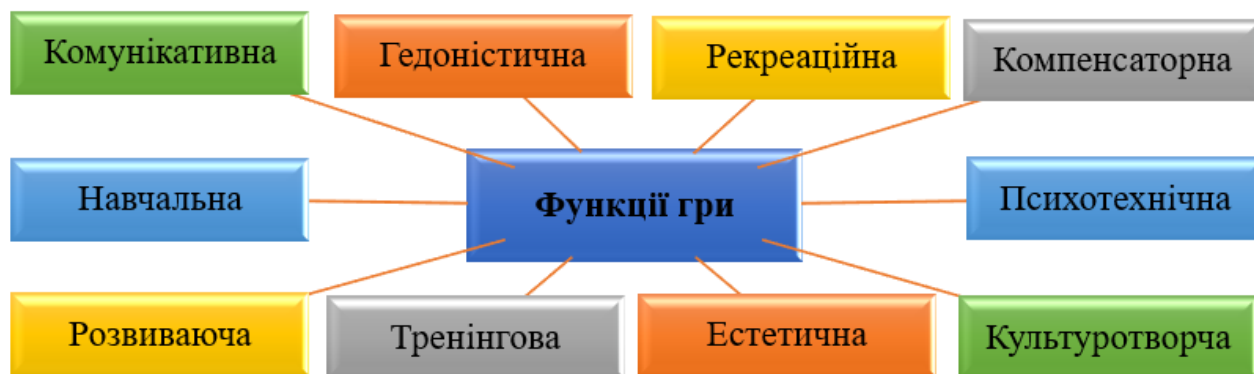 Комунікативна
Гедоністична
Рекреаційна
Компенсаторна
Навчальна
Функції гри
Психотехнічна
Розвиваюча
Тренінгова
Естетична
Культуротворча